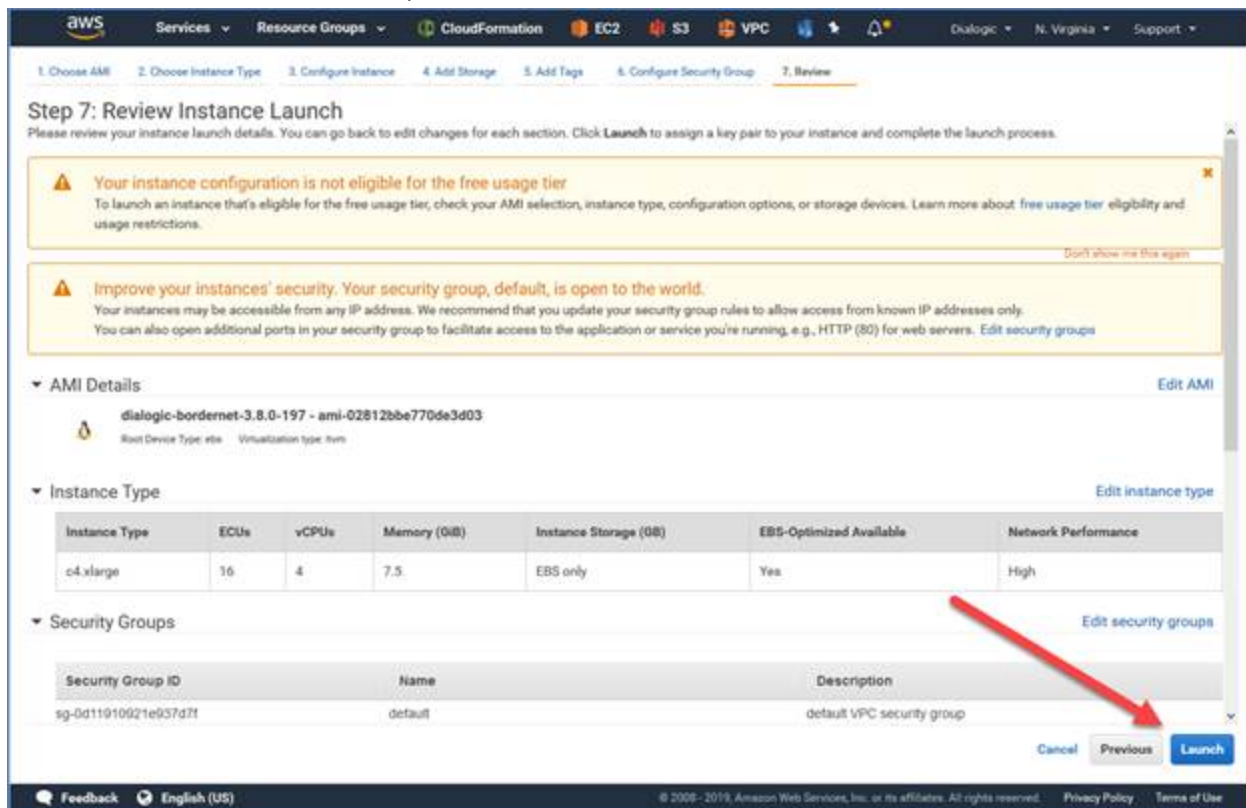 aws Services Resource Groups CloudFormation EC2 S3 VPC Dialogic N. Virginia Support
1. Choose AMI 2. Choose Instance Type 3. Configure Instance 4. Add Storage 5. Add Tags 6. Configure Security Group 7. Review
Step 7: Review Instance Launch
Please review your instance launch details. You can go back to edit changes for each section. Click Launch to assign a key pair to your instance and complete the launch process.
Your instance configuration is not eligible for the free usage tier
To launch an instance that's eligible for the free usage tier, check your AMI selection, instance type, configuration options, or storage devices. Learn more about free usage tier eligibility and
usage restrictions.
Don't show me this again
Improve your instances' security. Your security group, default, is open to the world.
Your instances may be accessible from any IP address. We recommend that you update your security group rules to allow access from known IP addresses only.
You can also open additional ports in your security group to facilitate access to the application or service you're running, e.g., HTTP (80) for web servers. Edit security groups
AMI Details Edit AMI
dialogic-bordernet-3.8.0-197 - ami-02812bbe770de3d03
Root Device Type: ebs Virtualization type: hvm
Instance Type Edit instance type
Instance Type ECUs vCPUs Memory (GiB) Instance Storage (GB) EBS-Optimized Available Network Performance
c4.xlarge 16 4 7.5 EBS only Yes High
Security Groups Edit security groups
Security Group ID Name Description
sg-0d11910921e937d7f default default VPC security group
Cancel Previous Launch
Feedback English (US) © 2008 - 2019, Amazon Web Services, Inc. or its affiliates. All rights reserved. Privacy Policy Terms of Use